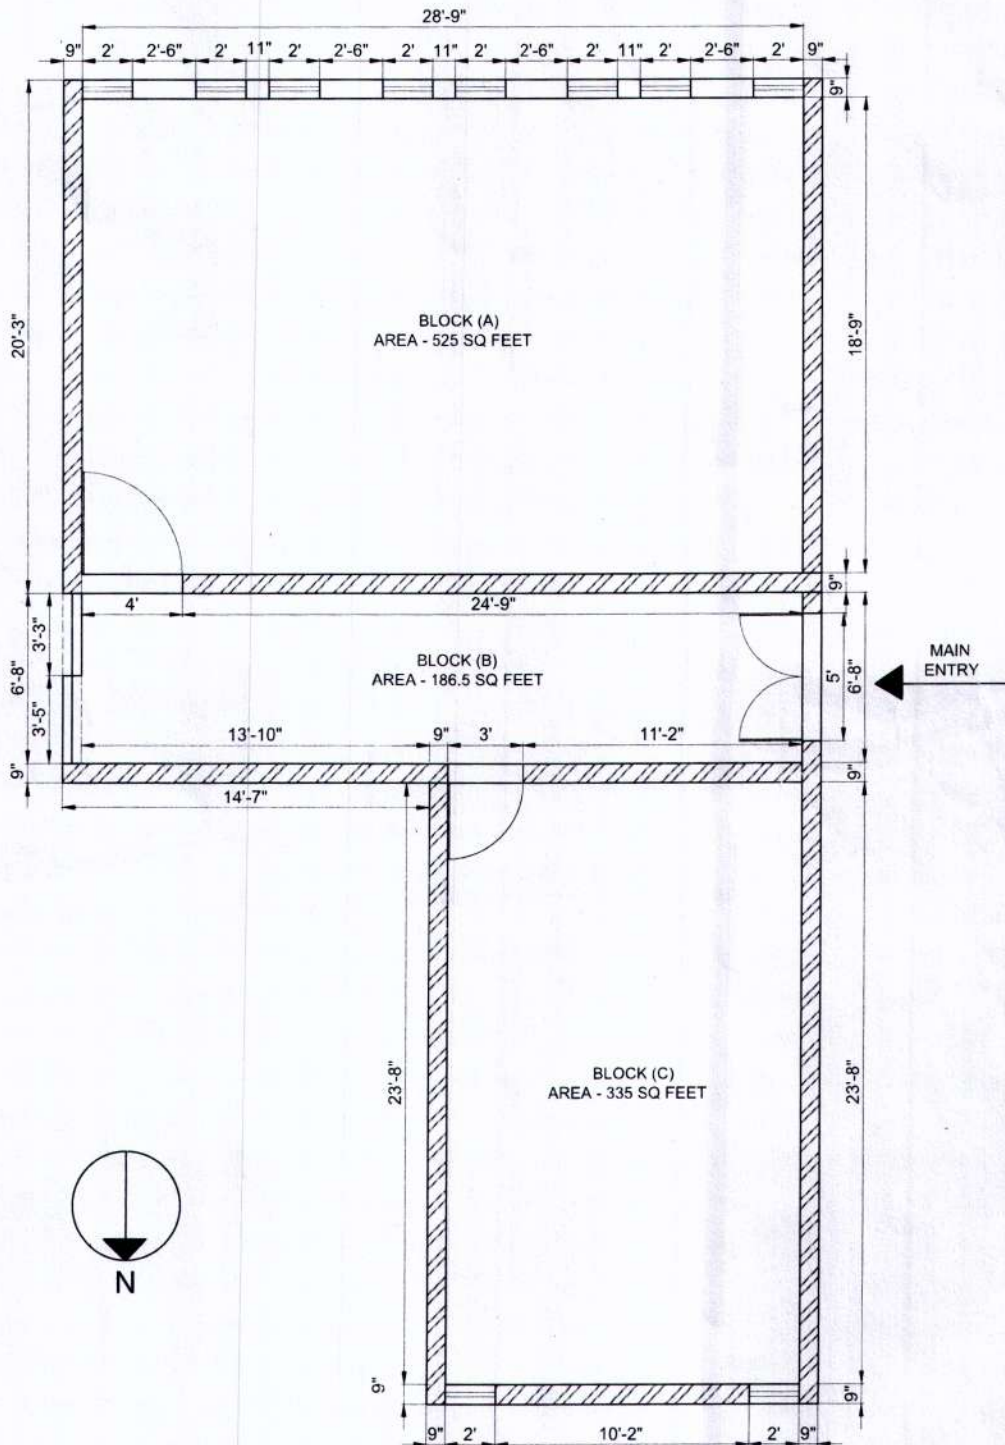 28'-9"
9" 2' 2'-6" 2' 11" 2' 2'-6" 2' 11" 2' 2'-6" 2' 11" 2' 2'-6" 2' 9"
9"
20'-3"
18'-9"
BLOCK (A)
AREA - 525 SQ FEET
9"
4' 24'-9"
3'-3"
6'-8"
3'-5"
BLOCK (B)
AREA - 186.5 SQ FEET
5'
6'-8"
MAIN
ENTRY
13'-10" 9" 3' 11'-2"
9"
9"
14'-7"
23'-8"
23'-8"
BLOCK (C)
AREA - 335 SQ FEET
N
9"
9"
9" 2' 10'-2" 2' 9"